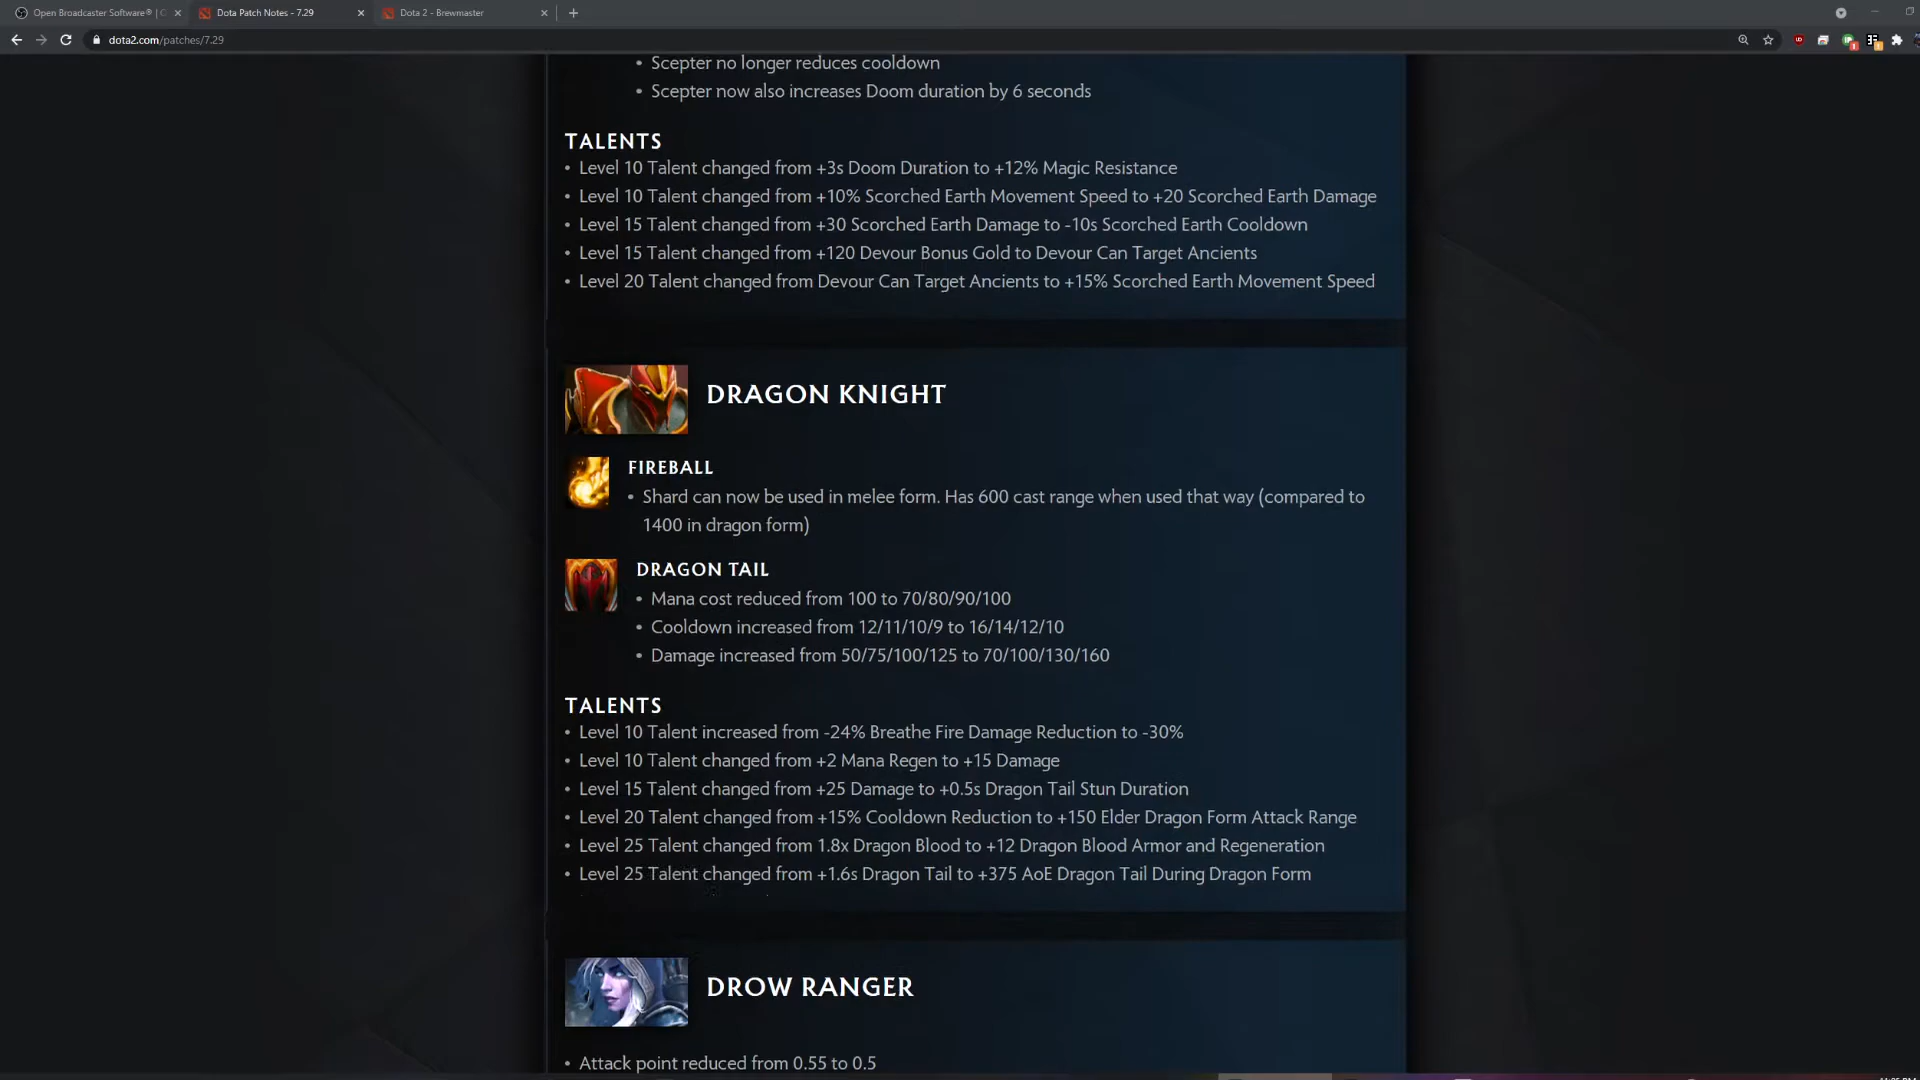 Open Broadcaster Software® | O
Dota Patch Notes - 7.29
Dota 2 - Brewmaster
dota2.com/patches/7.29
• Scepter no longer reduces cooldown
• Scepter now also increases Doom duration by 6 seconds
TALENTS
• Level 10 Talent changed from +3s Doom Duration to +12% Magic Resistance
• Level 10 Talent changed from +10% Scorched Earth Movement Speed to +20 Scorched Earth Damage
• Level 15 Talent changed from +30 Scorched Earth Damage to -10s Scorched Earth Cooldown
• Level 15 Talent changed from +120 Devour Bonus Gold to Devour Can Target Ancients
• Level 20 Talent changed from Devour Can Target Ancients to +15% Scorched Earth Movement Speed
DRAGON KNIGHT
FIREBALL
• Shard can now be used in melee form. Has 600 cast range when used that way (compared to
1400 in dragon form)
DRAGON TAIL
• Mana cost reduced from 100 to 70/80/90/100
• Cooldown increased from 12/11/10/9 to 16/14/12/10
• Damage increased from 50/75/100/125 to 70/100/130/160
TALENTS
• Level 10 Talent increased from -24% Breathe Fire Damage Reduction to -30%
• Level 10 Talent changed from +2 Mana Regen to +15 Damage
• Level 15 Talent changed from +25 Damage to +0.5s Dragon Tail Stun Duration
• Level 20 Talent changed from +15% Cooldown Reduction to +150 Elder Dragon Form Attack Range
• Level 25 Talent changed from 1.8x Dragon Blood to +12 Dragon Blood Armor and Regeneration
• Level 25 Talent changed from +1.6s Dragon Tail to +375 AoE Dragon Tail During Dragon Form
DROW RANGER
• Attack point reduced from 0.55 to 0.5